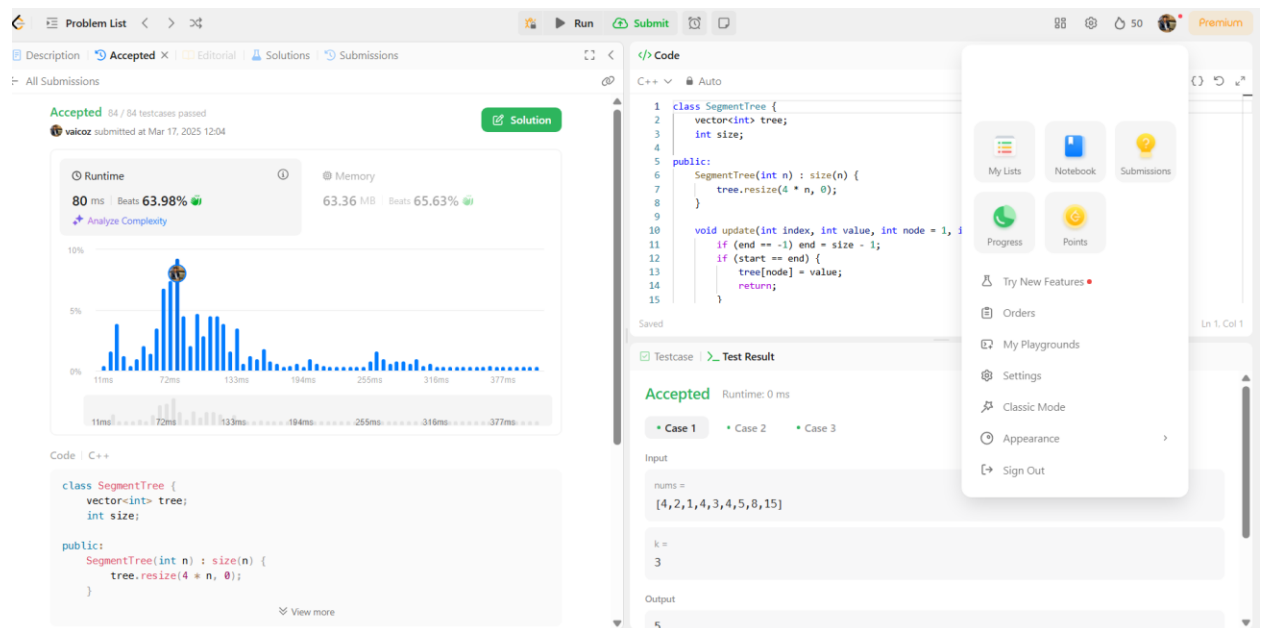 Problem List
Run
Submit
50
Premium
Description
Accepted
Editorial
Solutions
Submissions
All Submissions
Accepted 84 / 84 testcases passed
vaicoz submitted at Mar 17, 2025 12:04
Solution
Runtime
80 ms Beats 63.98%
Analyze Complexity
Memory
63.36 MB Beats 65.63%
10%
5%
0%
11ms 72ms 133ms 194ms 255ms 316ms 377ms
11ms 72ms 133ms 194ms 255ms 316ms 377ms
Code C++
class SegmentTree {
vector<int> tree;
int size;
public:
SegmentTree(int n) : size(n) {
tree.resize(4 * n, 0);
}
View more
</> Code
C++ Auto
1 class SegmentTree {
2 vector<int> tree;
3 int size;
4
5 public:
6 SegmentTree(int n) : size(n) {
7 tree.resize(4 * n, 0);
8 }
9
10 void update(int index, int value, int node = 1, i
11 if (end == -1) end = size - 1;
12 if (start == end) {
13 tree[node] = value;
14 return;
15 }
Saved
Ln 1, Col 1
Testcase
Test Result
Accepted Runtime: 0 ms
Case 1
Case 2
Case 3
Input
nums =
[4,2,1,4,3,4,5,8,15]
k =
3
Output
5
My Lists
Notebook
Submissions
Progress
Points
Try New Features
Orders
My Playgrounds
Settings
Classic Mode
Appearance
Sign Out